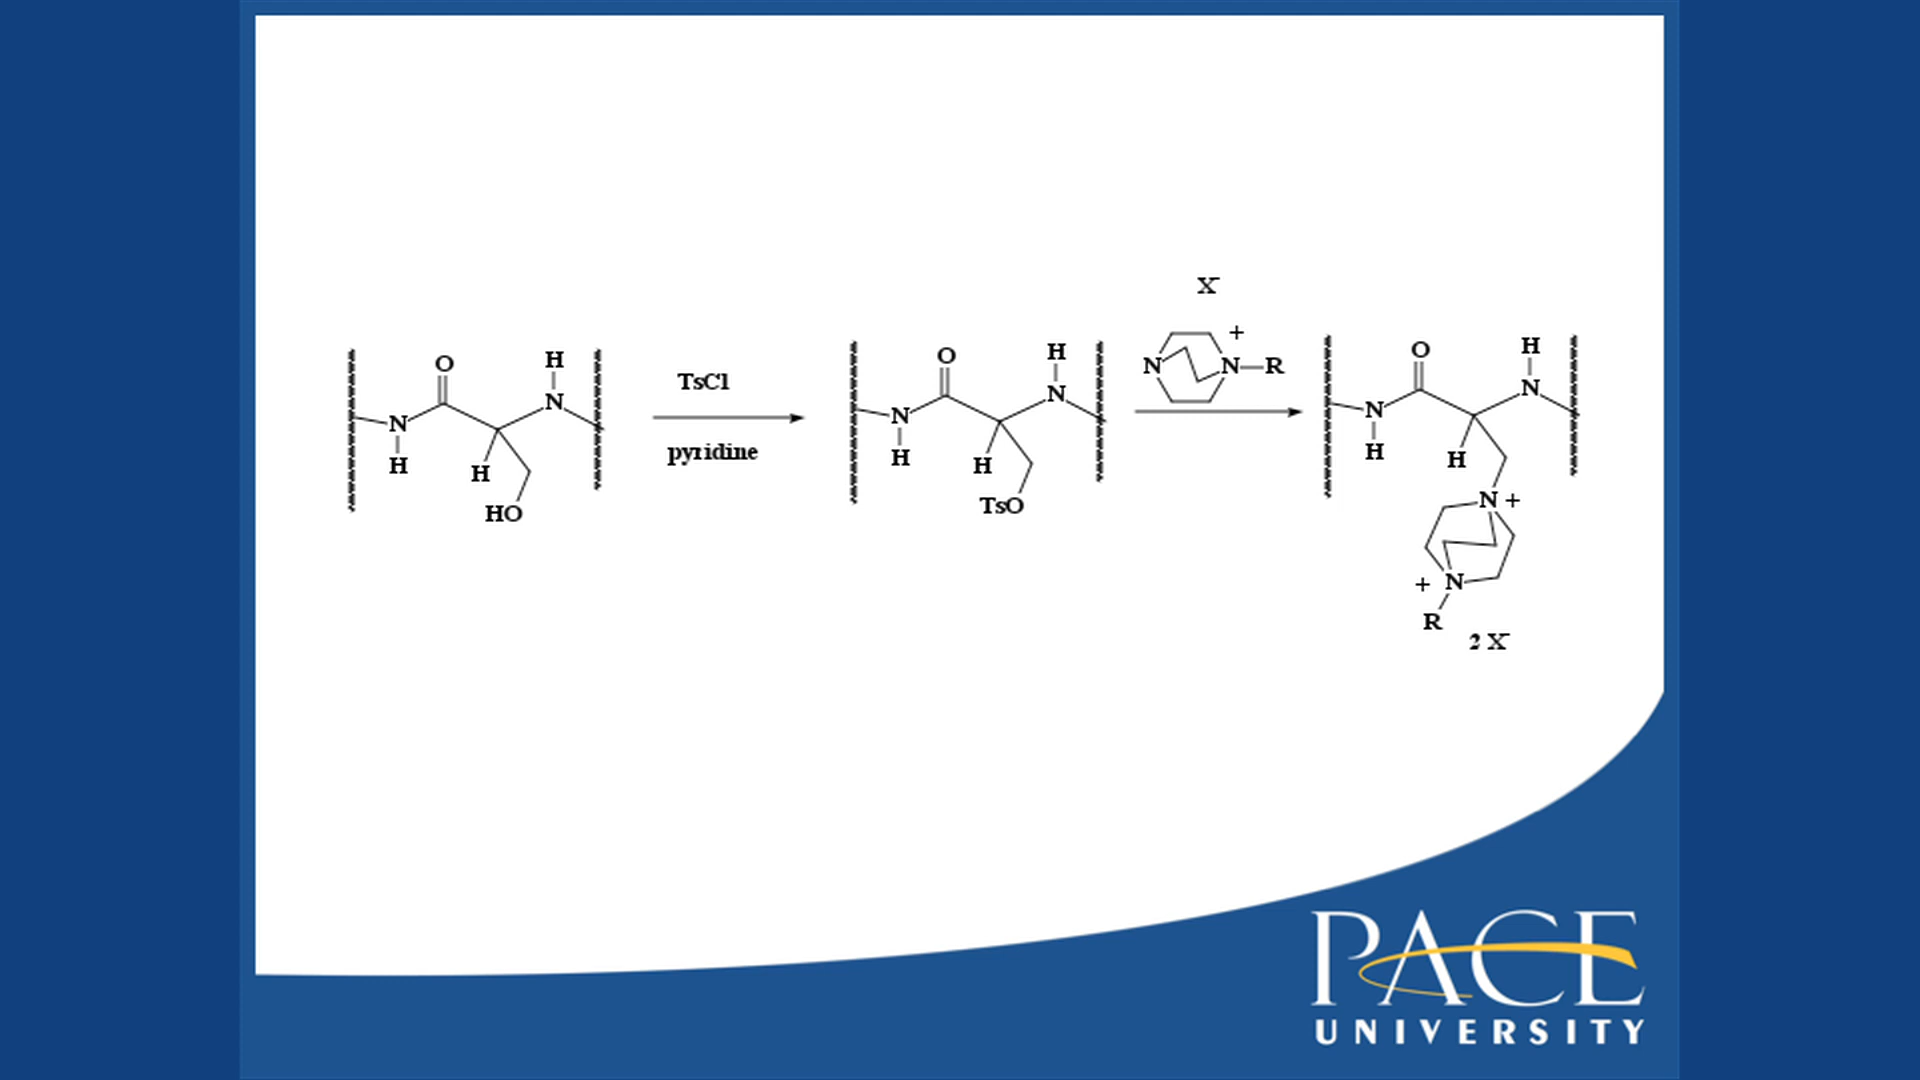 X⁻
O
H
N
N
H
H
HO
TsCl
pyridine
O
H
N
N
H
H
TsO
N
+
N
R
O
H
N
N
H
H
N
+
+
N
R
2 X⁻
PACE
UNIVERSITY